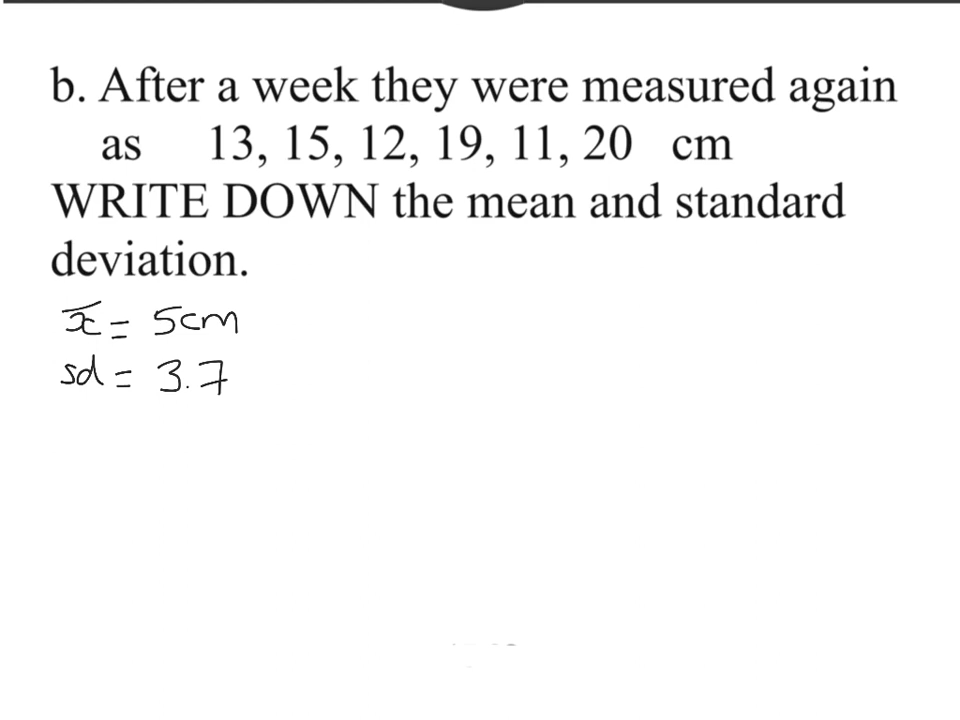 b. After a week they were measured again
as 13, 15, 12, 19, 11, 20 cm
WRITE DOWN the mean and standard
deviation.
x̄ = 5cm
sd = 3.7